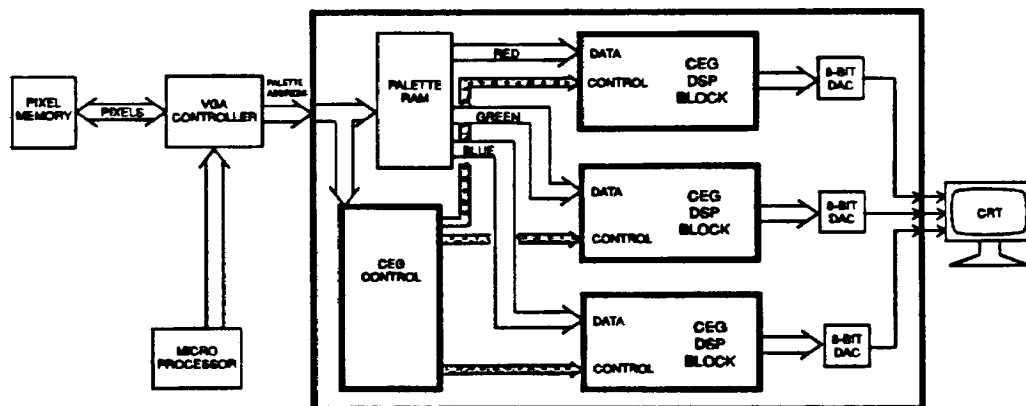 PIXEL
MEMORY
PIXELS
VGA
CONTROLLER
PALETTE
ADDRESS
MICRO
PROCESSOR
PALETTE
RAM
RED
GREEN
BLUE
CEG
CONTROL
DATA
CONTROL
CEG
DSP
BLOCK
8-BIT
DAC
DATA
CONTROL
CEG
DSP
BLOCK
8-BIT
DAC
DATA
CONTROL
CEG
DSP
BLOCK
8-BIT
DAC
CRT